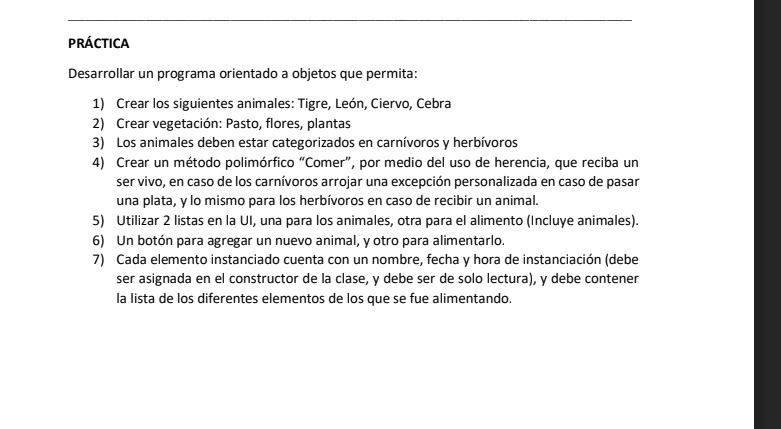 PRÁCTICA
Desarrollar un programa orientado a objetos que permita:
1) Crear los siguientes animales: Tigre, León, Ciervo, Cebra
2) Crear vegetación: Pasto, flores, plantas
3) Los animales deben estar categorizados en carnívoros y herbívoros
4) Crear un método polimórfico “Comer”, por medio del uso de herencia, que reciba un
ser vivo, en caso de los carnívoros arrojar una excepción personalizada en caso de pasar
una plata, y lo mismo para los herbívoros en caso de recibir un animal.
5) Utilizar 2 listas en la UI, una para los animales, otra para el alimento (Incluye animales).
6) Un botón para agregar un nuevo animal, y otro para alimentarlo.
7) Cada elemento instanciado cuenta con un nombre, fecha y hora de instanciación (debe
ser asignada en el constructor de la clase, y debe ser de solo lectura), y debe contener
la lista de los diferentes elementos de los que se fue alimentando.